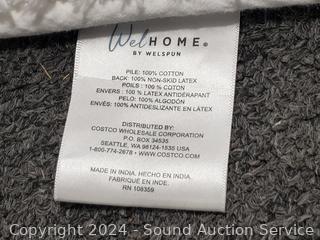 Wel HOME®
BY WELSPUN
PILE: 100% COTTON
BACK: 100% NON-SKID LATEX
POILS : 100 % COTON
ENVERS : 100 % LATEX ANTIDÉRAPANT
PELO: 100% ALGODÓN
ENVÉS: 100% ANTIDESLIZANTE EN LÁTEX
DISTRIBUTED BY:
COSTCO WHOLESALE CORPORATION
P.O. BOX 34535
SEATTLE, WA 98124-1535 USA
1-800-774-2678 • WWW.COSTCO.COM
MADE IN INDIA. HECHO EN INDIA.
FABRIQUÉ EN INDE.
RN 108359
Copyright 2024 - Sound Auction Service